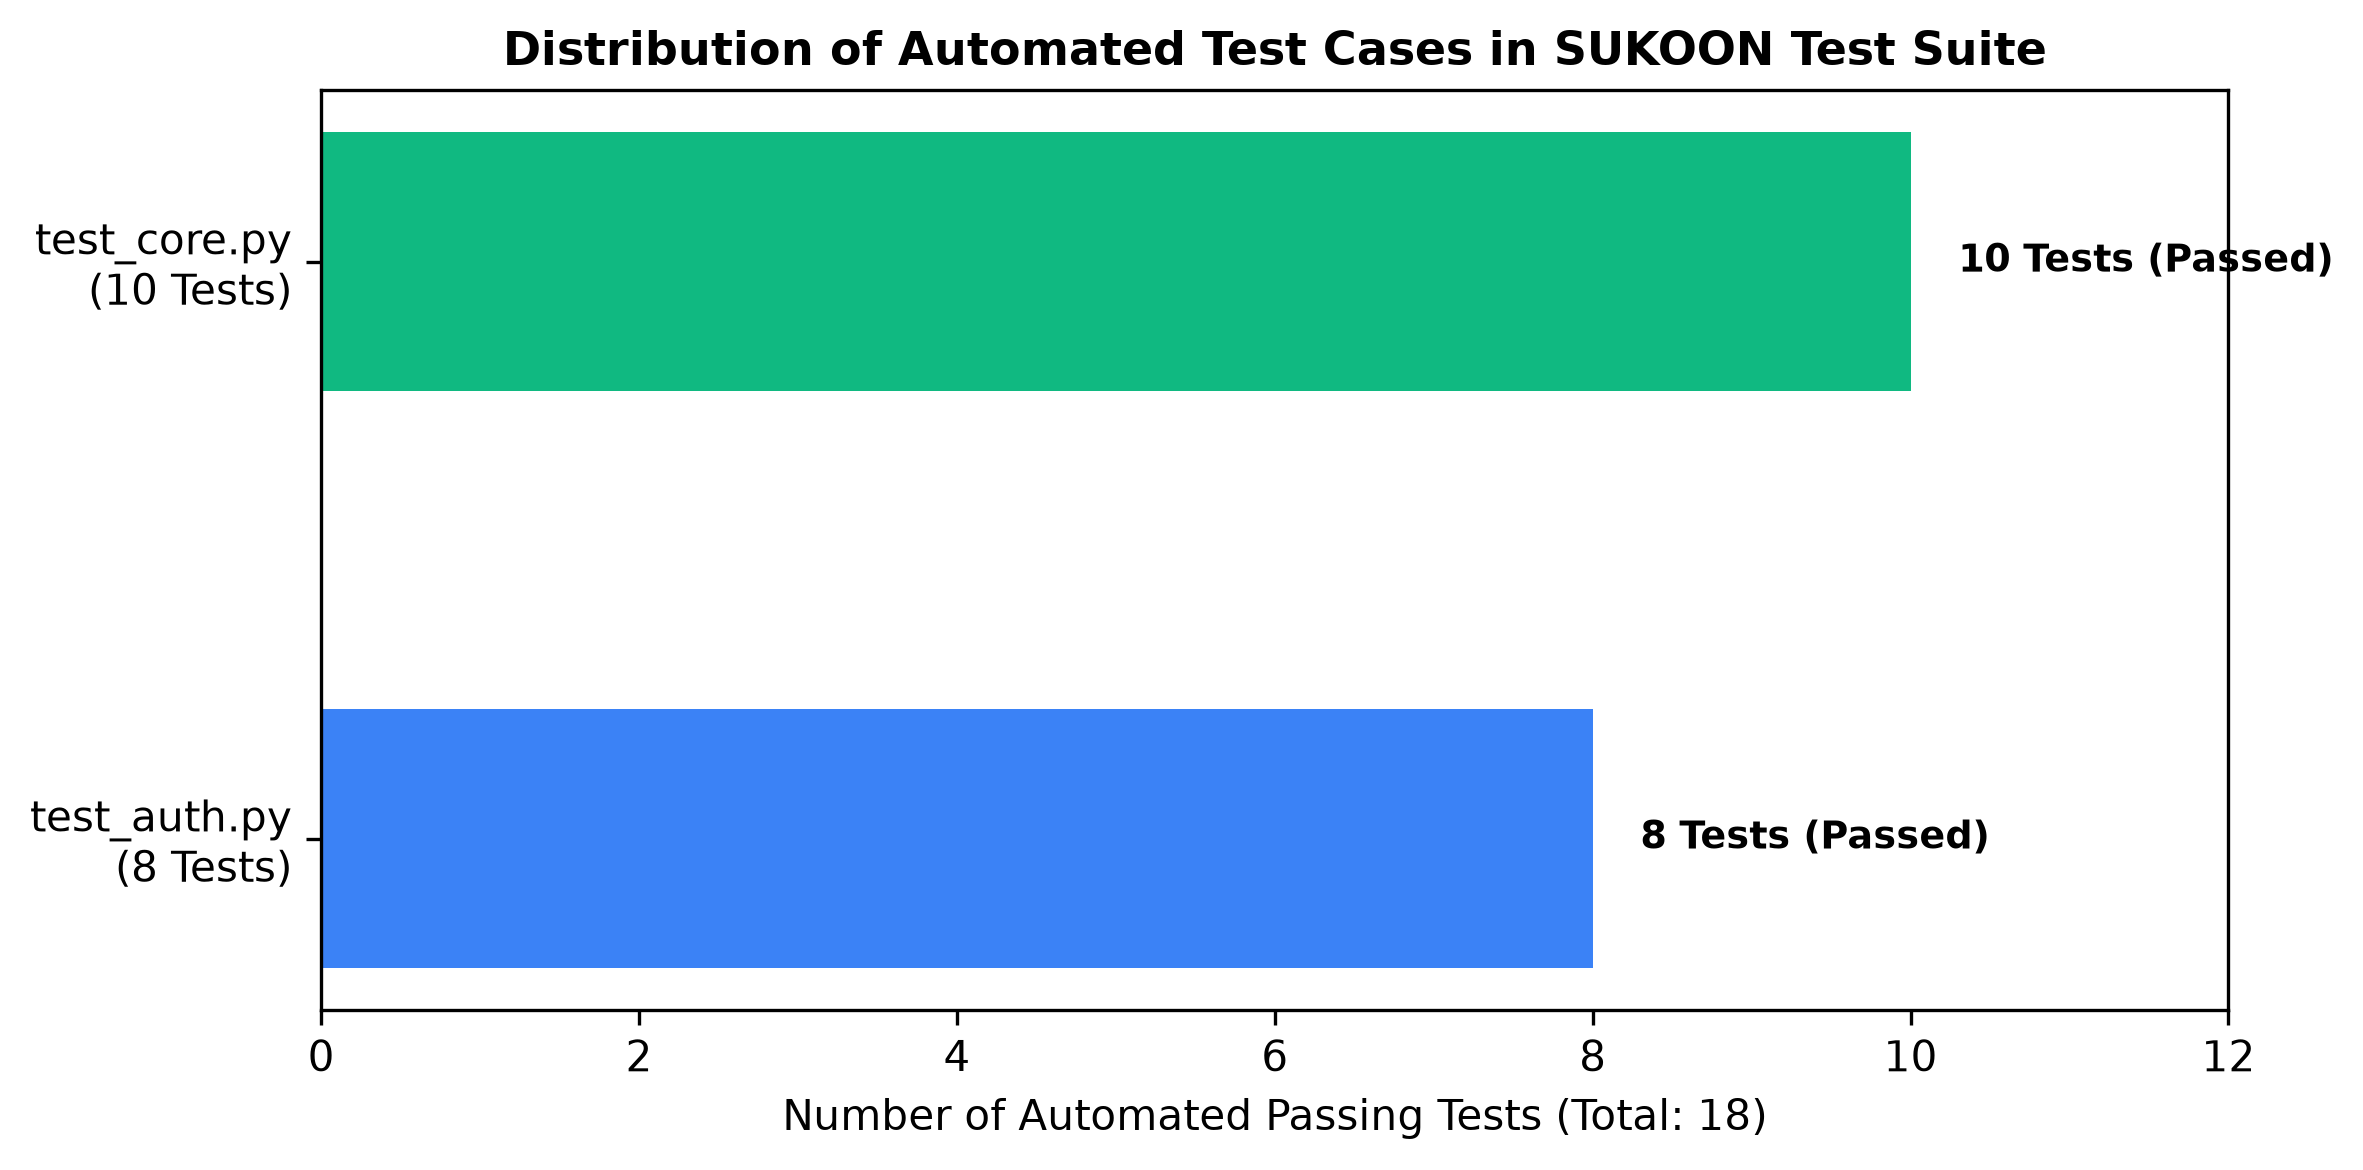 Distribution of Automated Test Cases in SUKOON Test Suite
test_core.py
(10 Tests)
10 Tests (Passed)
test_auth.py
(8 Tests)
8 Tests (Passed)
0 2 4 6 8 10 12
Number of Automated Passing Tests (Total: 18)